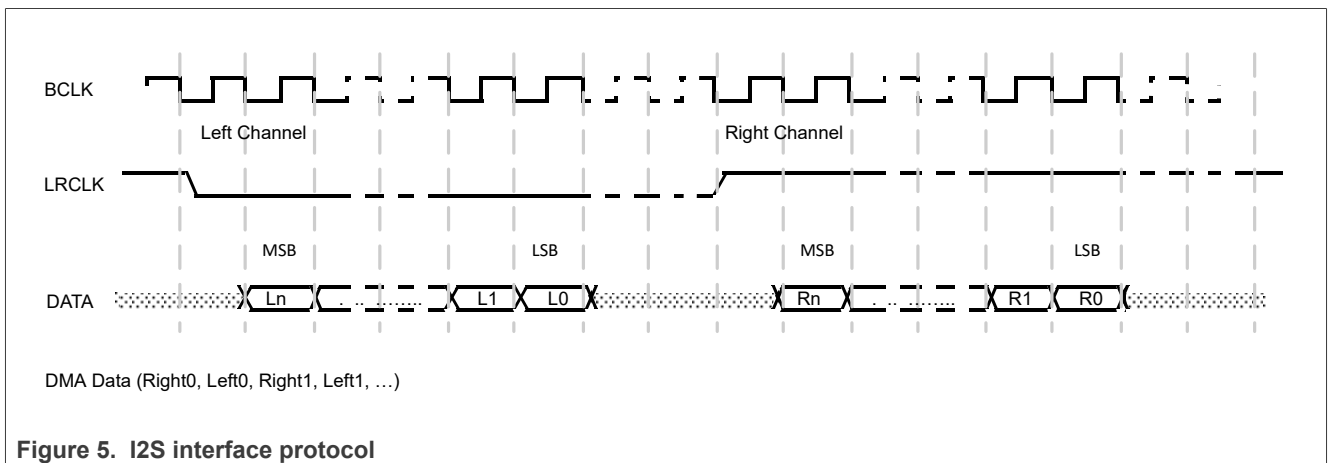 BCLK
Left Channel Right Channel
LRCLK
MSB LSB MSB LSB
DATA Ln . .. ......... L1 L0 Rn . .. ......... R1 R0
DMA Data (Right0, Left0, Right1, Left1, …)
Figure 5. I2S interface protocol